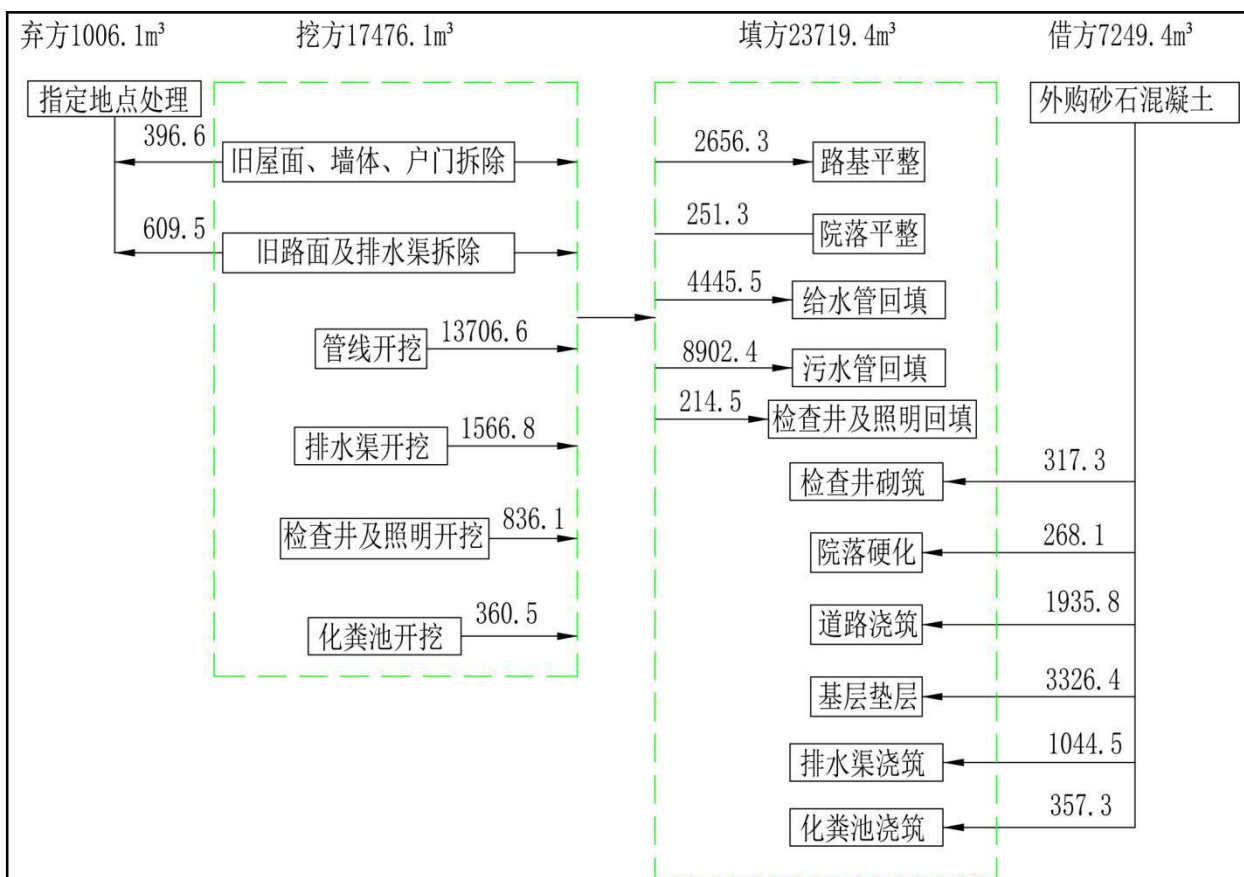 弃方1006.1m³
挖方17476.1m³
填方23719.4m³
借方7249.4m³
指定地点处理
外购砂石混凝土
396.6
旧屋面、墙体、户门拆除
2656.3
路基平整
609.5
旧路面及排水渠拆除
251.3
院落平整
4445.5
给水管回填
管线开挖
13706.6
8902.4
污水管回填
214.5
检查井及照明回填
排水渠开挖
1566.8
检查井砌筑
317.3
检查井及照明开挖
836.1
院落硬化
268.1
化粪池开挖
360.5
道路浇筑
1935.8
基层垫层
3326.4
排水渠浇筑
1044.5
化粪池浇筑
357.3